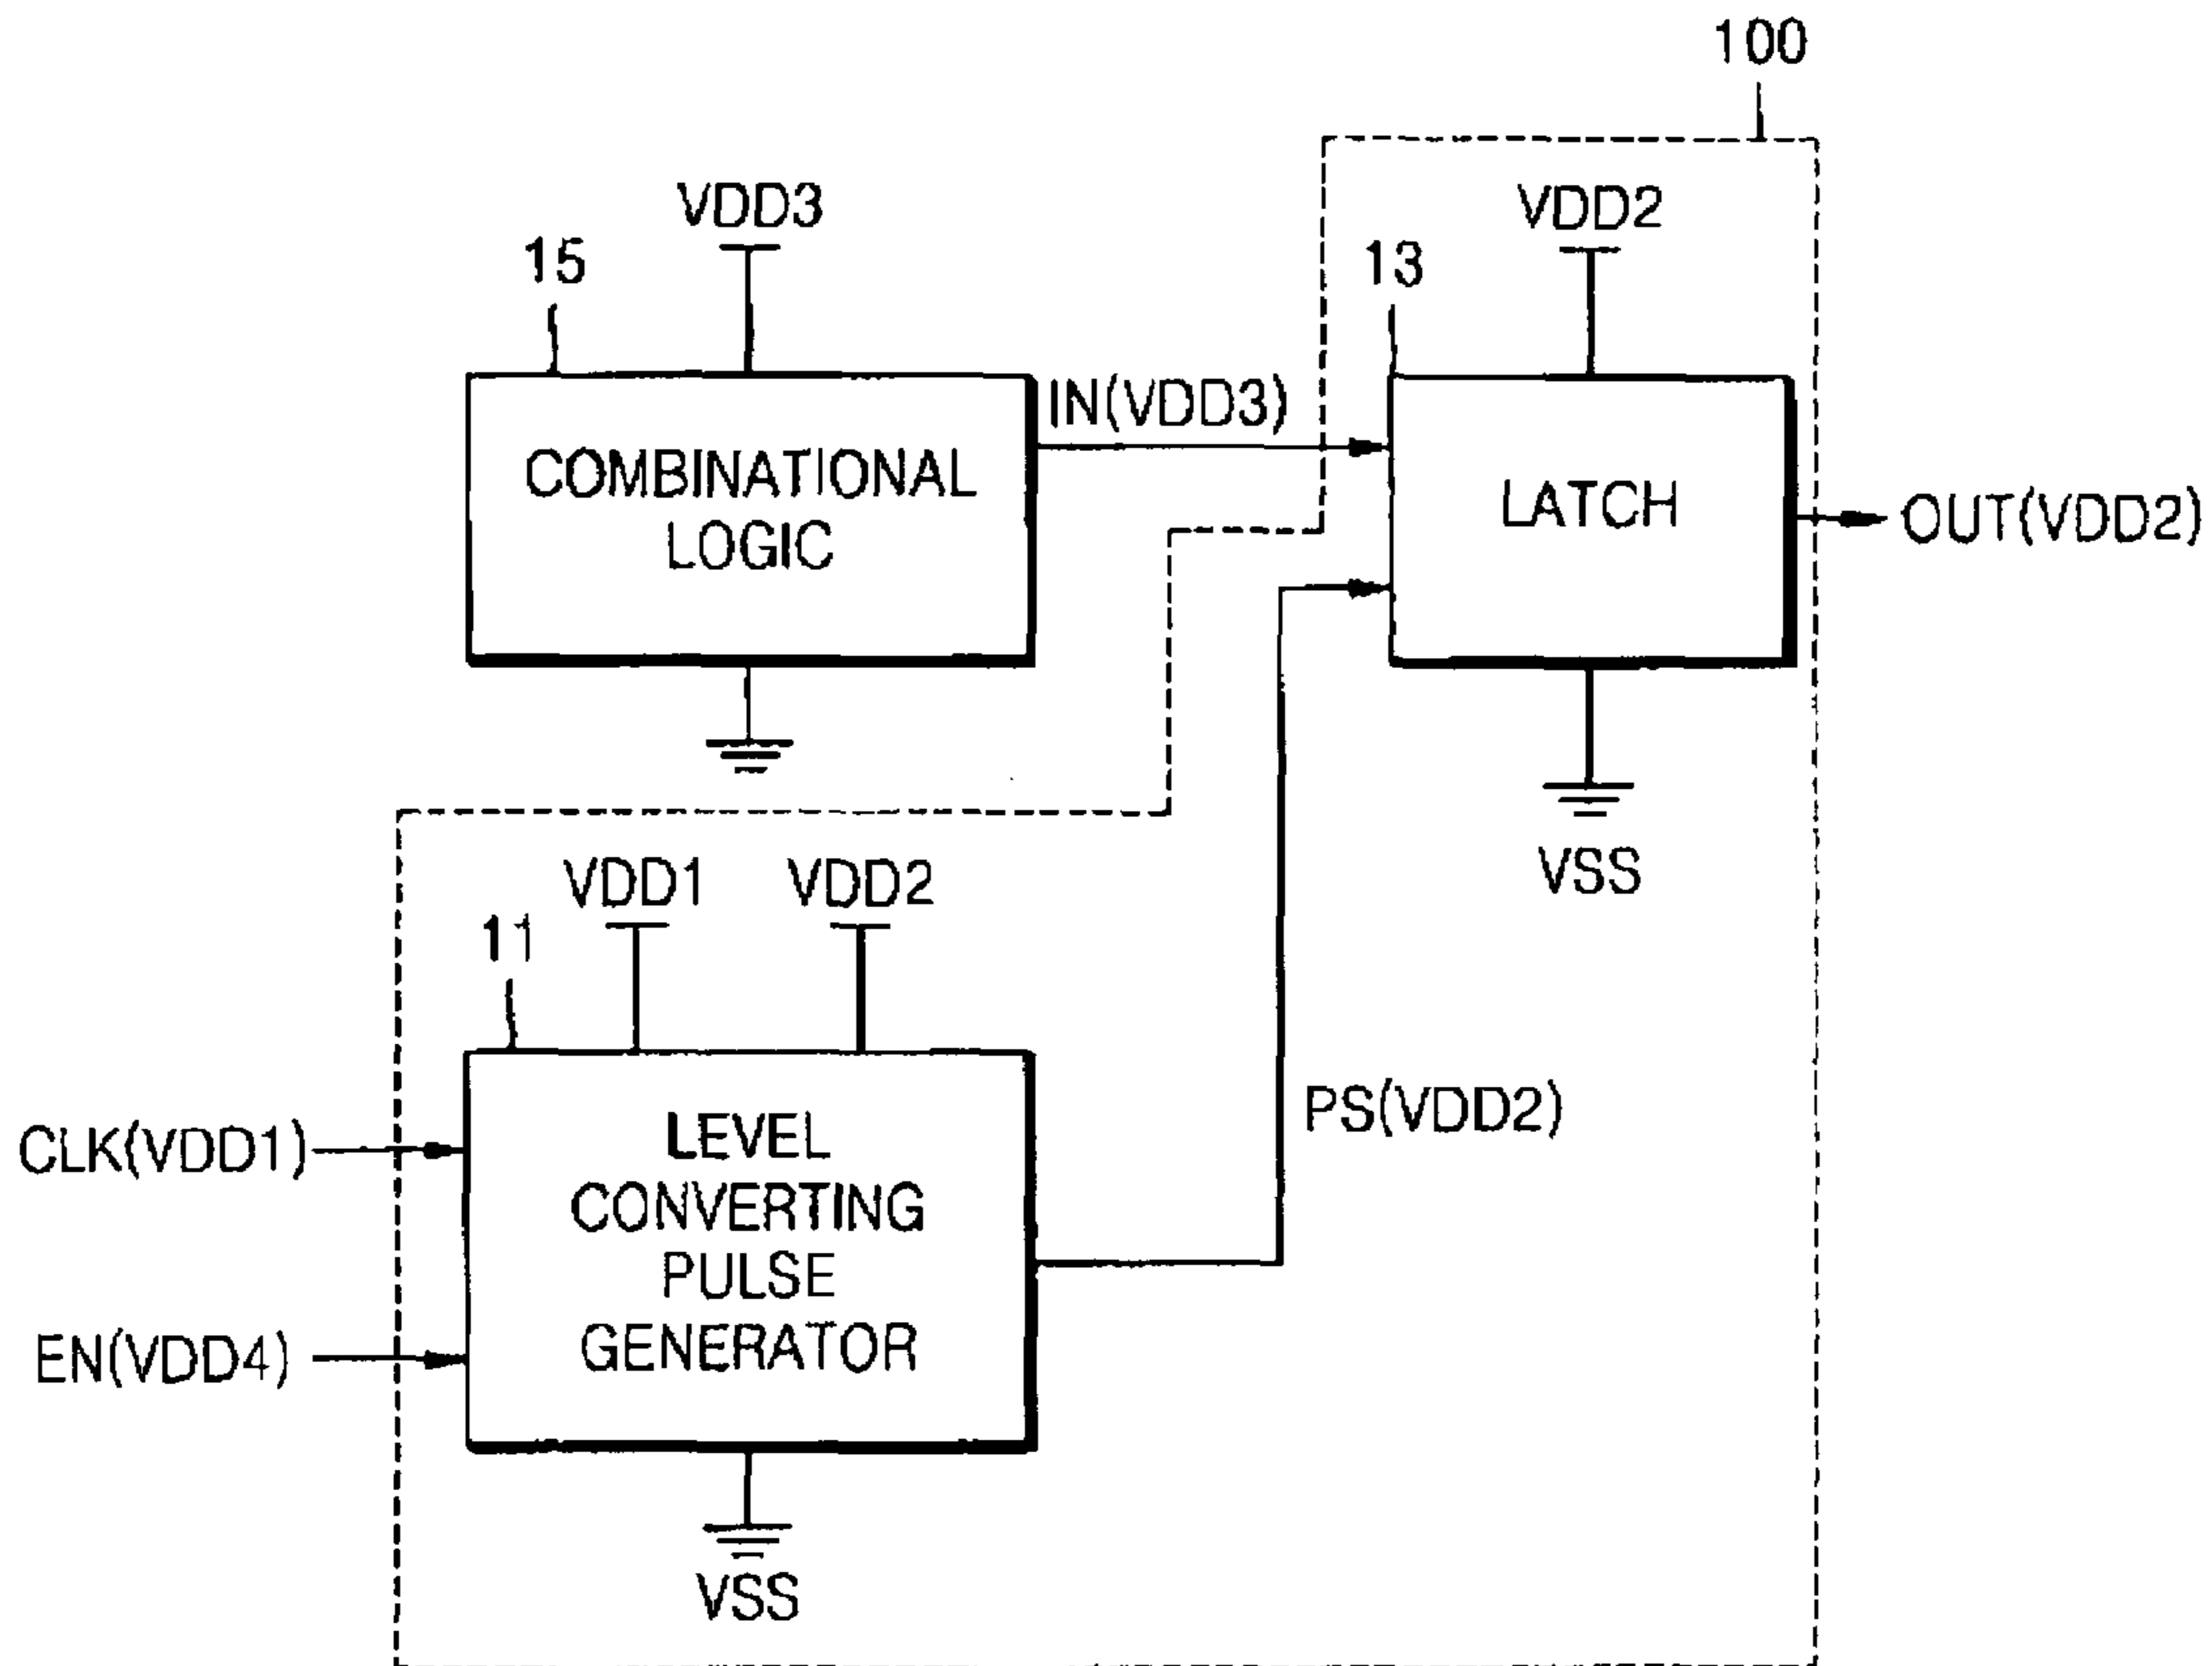 100
VDD3
VDD2
15
13
IN(VDD3)
COMBINATIONAL
LOGIC
LATCH
OUT(VDD2)
VSS
VDD1
VDD2
11
PS(VDD2)
CLK(VDD1)
LEVEL
CONVERTING
PULSE
GENERATOR
EN(VDD4)
VSS